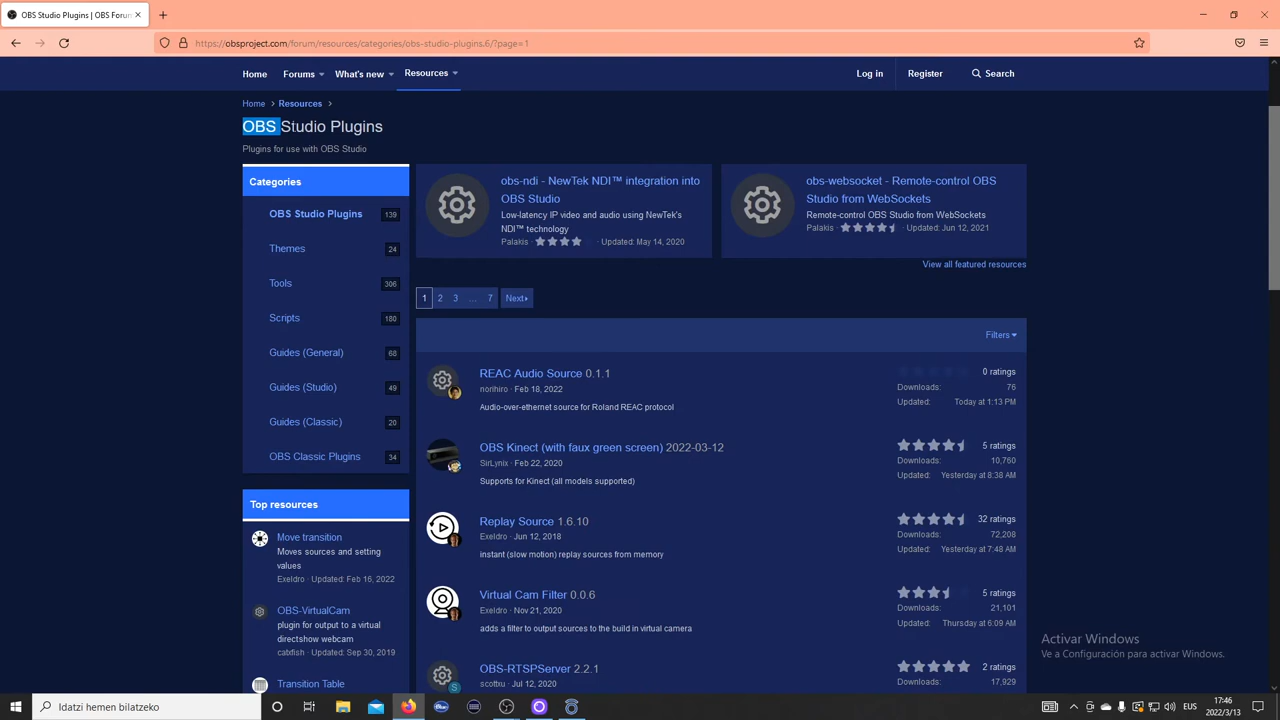 OBS Studio Plugins | OBS Forum
https://obsproject.com/forum/resources/categories/obs-studio-plugins.6/?page=1
Home Forums What's new Resources Log in Register Search
Home > Resources >
OBS Studio Plugins
Plugins for use with OBS Studio
Categories
OBS Studio Plugins 139
Themes 24
Tools 306
Scripts 180
Guides (General) 68
Guides (Studio) 49
Guides (Classic) 20
OBS Classic Plugins 34
Top resources
Move transition
Moves sources and setting
values
Exeldro · Updated: Feb 16, 2022
OBS-VirtualCam
plugin for output to a virtual
directshow webcam
catxfish · Updated: Sep 30, 2019
Transition Table
obs-ndi - NewTek NDI™ integration into
OBS Studio
Low-latency IP video and audio using NewTek's
NDI™ technology
Palakis Updated: May 14, 2020
obs-websocket - Remote-control OBS
Studio from WebSockets
Remote-control OBS Studio from WebSockets
Palakis Updated: Jun 12, 2021
View all featured resources
1 2 3 … 7 Next
Filters
REAC Audio Source 0.1.1
norihiro · Feb 18, 2022
Audio-over-ethernet source for Roland REAC protocol
0 ratings
Downloads: 76
Updated: Today at 1:13 PM
OBS Kinect (with faux green screen) 2022-03-12
SirLynix · Feb 22, 2020
Supports for Kinect (all models supported)
5 ratings
Downloads: 10,760
Updated: Yesterday at 8:38 AM
Replay Source 1.6.10
Exeldro · Jun 12, 2018
instant (slow motion) replay sources from memory
32 ratings
Downloads: 72,208
Updated: Yesterday at 7:48 AM
Virtual Cam Filter 0.0.6
Exeldro · Nov 21, 2020
adds a filter to output sources to the build in virtual camera
5 ratings
Downloads: 21,101
Updated: Thursday at 6:09 AM
OBS-RTSPServer 2.2.1
scottxu · Jul 12, 2020
S
2 ratings
Downloads: 17,929
Activar Windows
Ve a Configuración para activar Windows.
Idatzi hemen bilatzeko
17:46
2022/3/13